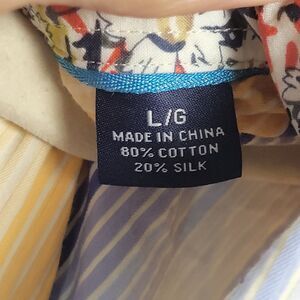 L/G
MADE IN CHINA
80% COTTON
20% SILK